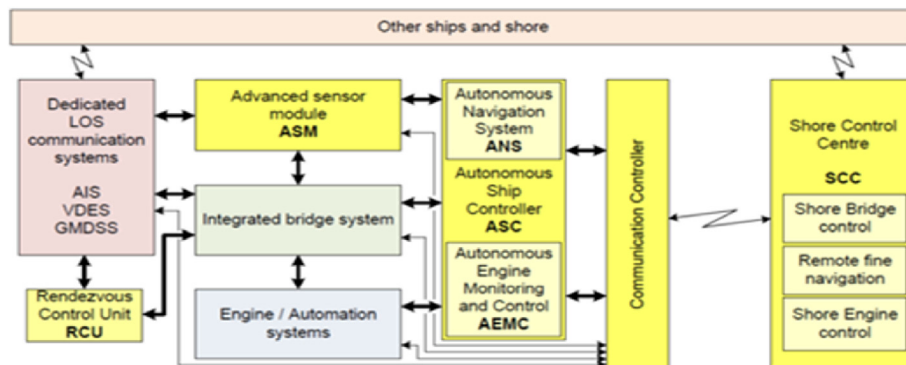 Other ships and shore
Dedicated
LOS
communication
systems
AIS
VDES
GMDSS
Rendezvous
Control Unit
RCU
Advanced sensor
module
ASM
Integrated bridge system
Engine / Automation
systems
Autonomous
Navigation
System
ANS
Autonomous
Ship
Controller
ASC
Autonomous
Engine
Monitoring
and Control
AEMC
Communication Controller
Shore Control
Centre
SCC
Shore Bridge
control
Remote fine
navigation
Shore Engine
control